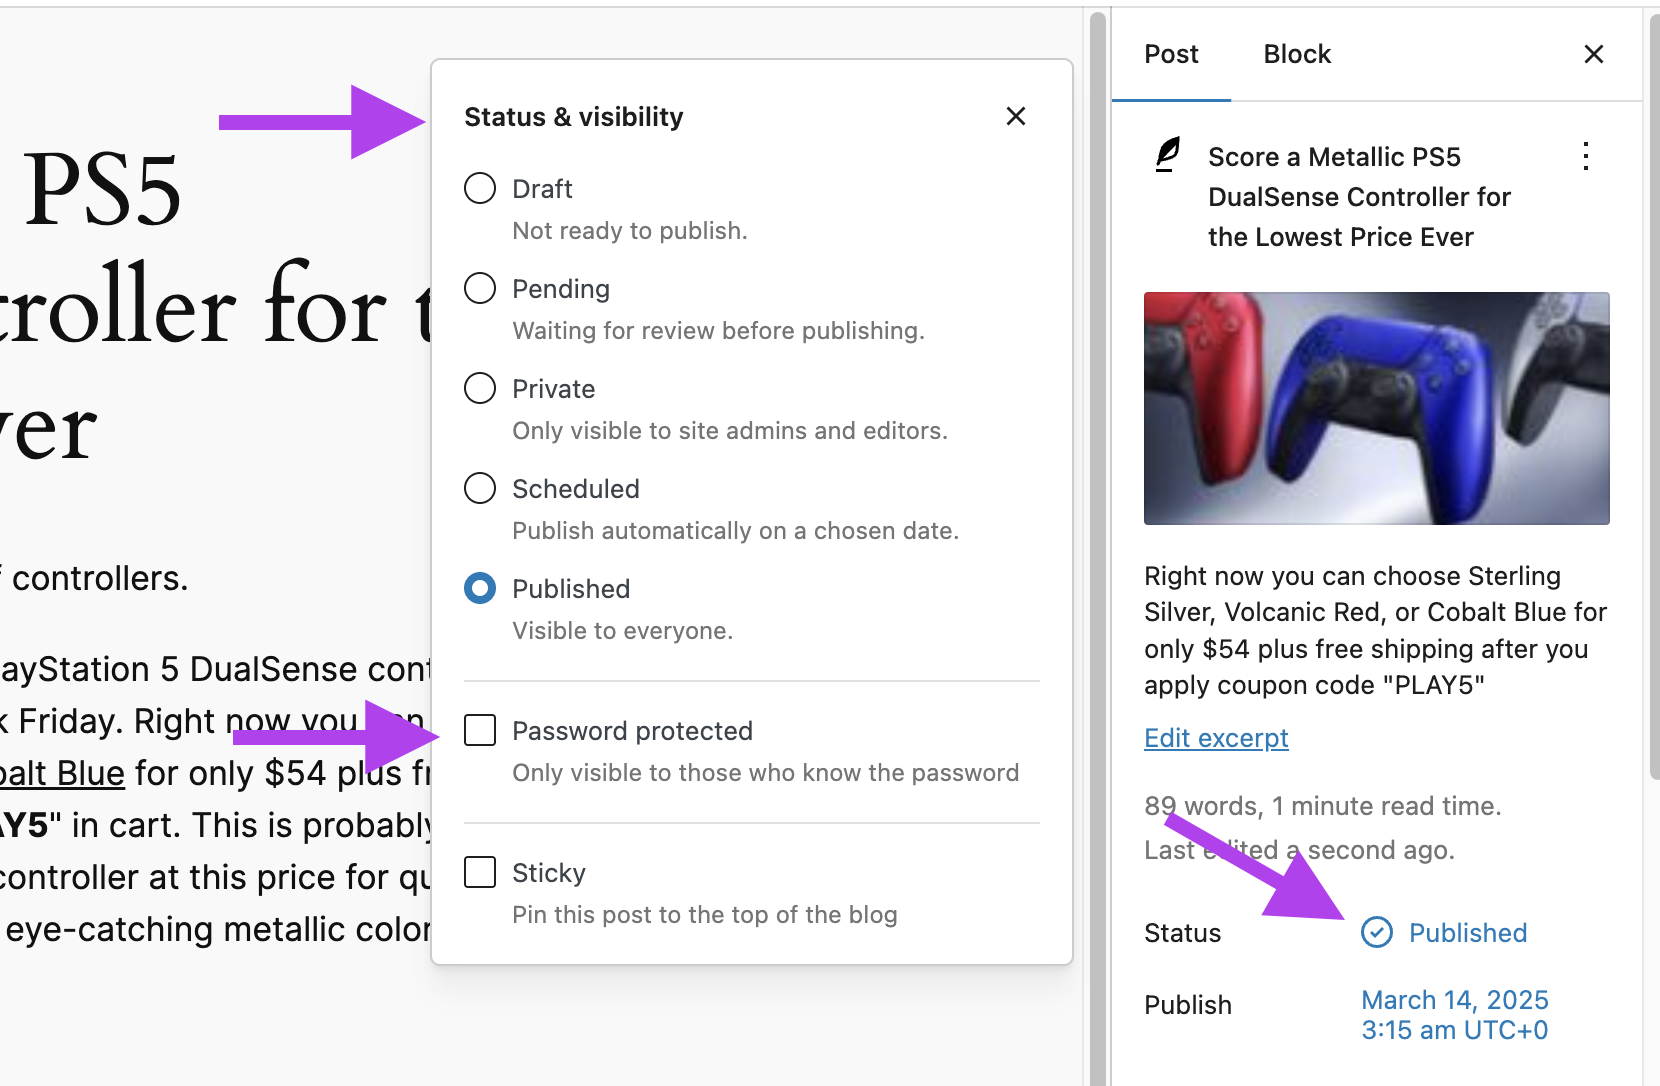 PS5
troller for t
ver
f controllers.
layStation 5 DualSense cont
k Friday. Right now you can
balt Blue for only $54 plus fr
AY5" in cart. This is probably
controller at this price for qu
eye-catching metallic color
Status & visibility
Draft
Not ready to publish.
Pending
Waiting for review before publishing.
Private
Only visible to site admins and editors.
Scheduled
Publish automatically on a chosen date.
Published
Visible to everyone.
Password protected
Only visible to those who know the password
Sticky
Pin this post to the top of the blog
Post Block
Score a Metallic PS5
DualSense Controller for
the Lowest Price Ever
Right now you can choose Sterling
Silver, Volcanic Red, or Cobalt Blue for
only $54 plus free shipping after you
apply coupon code "PLAY5"
Edit excerpt
89 words, 1 minute read time.
Last edited a second ago.
Status Published
Publish March 14, 2025
3:15 am UTC+0